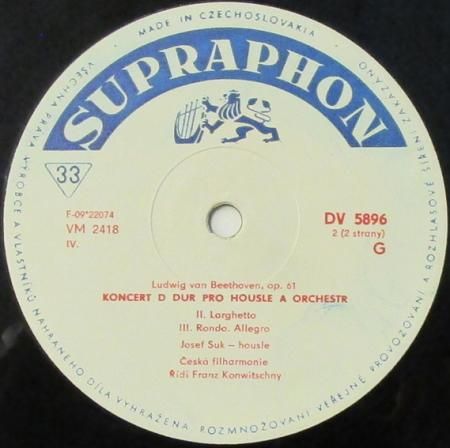 • MADE IN CZECHOSLOVAKIA •
SUPRAPHON
33
F-09*22074
VM 2418
IV.
DV 5896
2 (2 strany)
G
Ludwig van Beethoven, op. 61
KONCERT D DUR PRO HOUSLE A ORCHESTR
II. Larghetto
III. Rondo. Allegro
Josef Suk – housle
Česká filharmonie
Řídí Franz Konwitschny
VŠECHNA PRÁVA VÝROBCE A VLASTNÍKŮ NAHRANÉHO DÍLA VYHRAŽENA. ROZMNOŽOVÁNÍ VEŘEJNÉ PROVOZOVÁNÍ A ROZHLASOVÉ ŠÍŘENÍ ZAKÁZÁNO